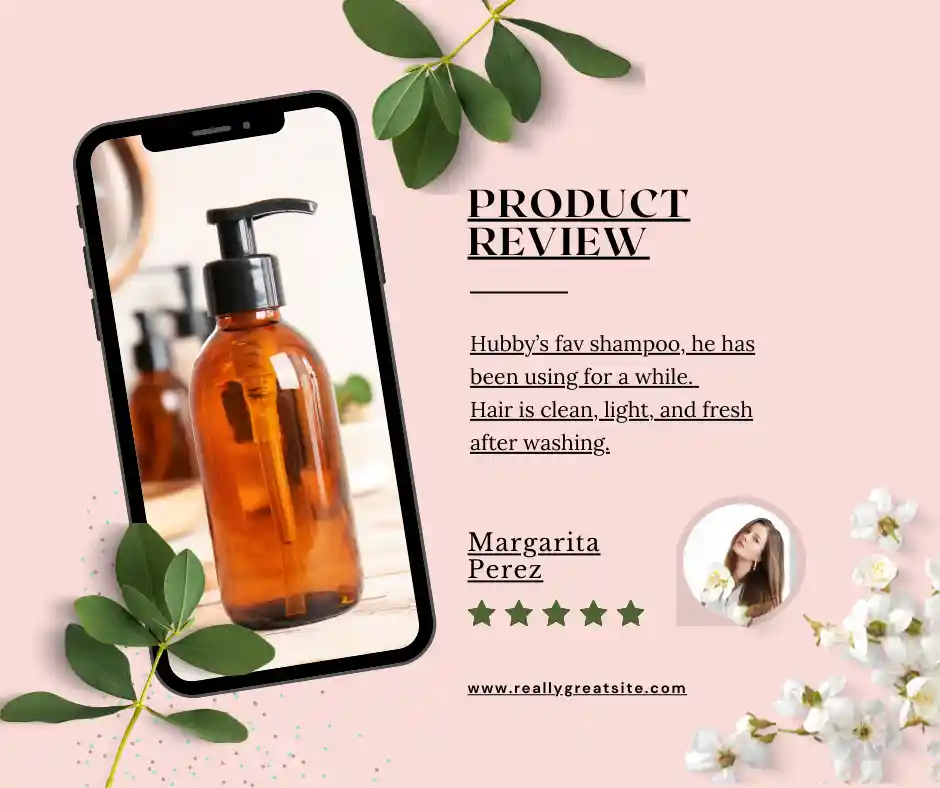 PRODUCT
REVIEW
Hubby’s fav shampoo, he has
been using for a while.
Hair is clean, light, and fresh
after washing.
Margarita
Perez
www.reallygreatsite.com